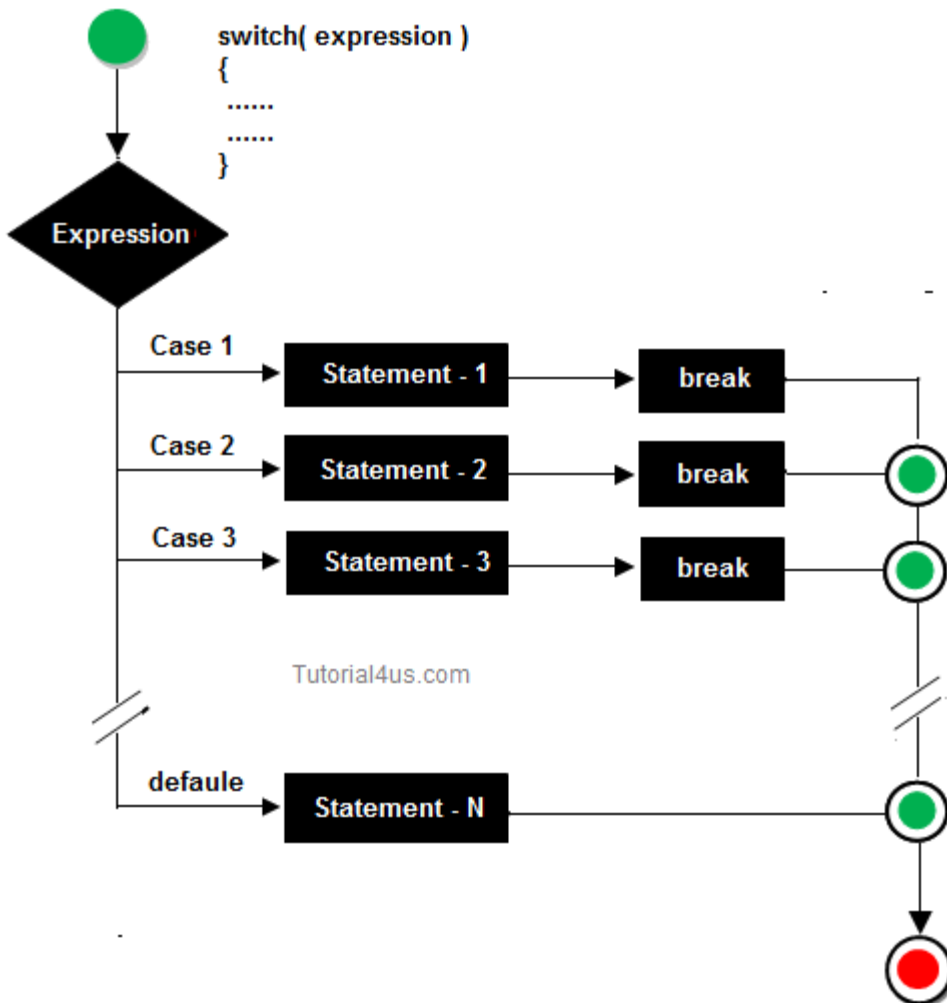 switch( expression )
{
......
......
}
Expression
Case 1
Statement - 1
break
Case 2
Statement - 2
break
Case 3
Statement - 3
break
Tutorial4us.com
defaule
Statement - N